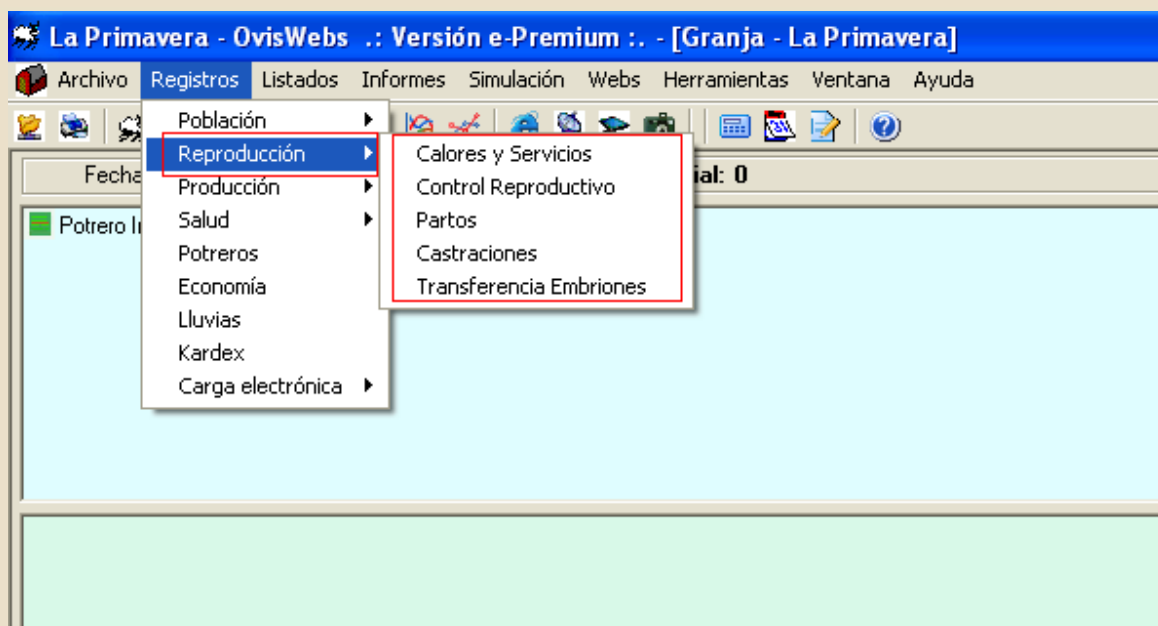 La Primavera - OvisWebs .: Versión e-Premium :. - [Granja - La Primavera]
Archivo Registros Listados Informes Simulación Webs Herramientas Ventana Ayuda
Población
Reproducción
Producción
Salud
Potreros
Economía
Lluvias
Kardex
Carga electrónica
Calores y Servicios
Control Reproductivo
Partos
Castraciones
Transferencia Embriones
Fecha
ial: 0
Potrero I